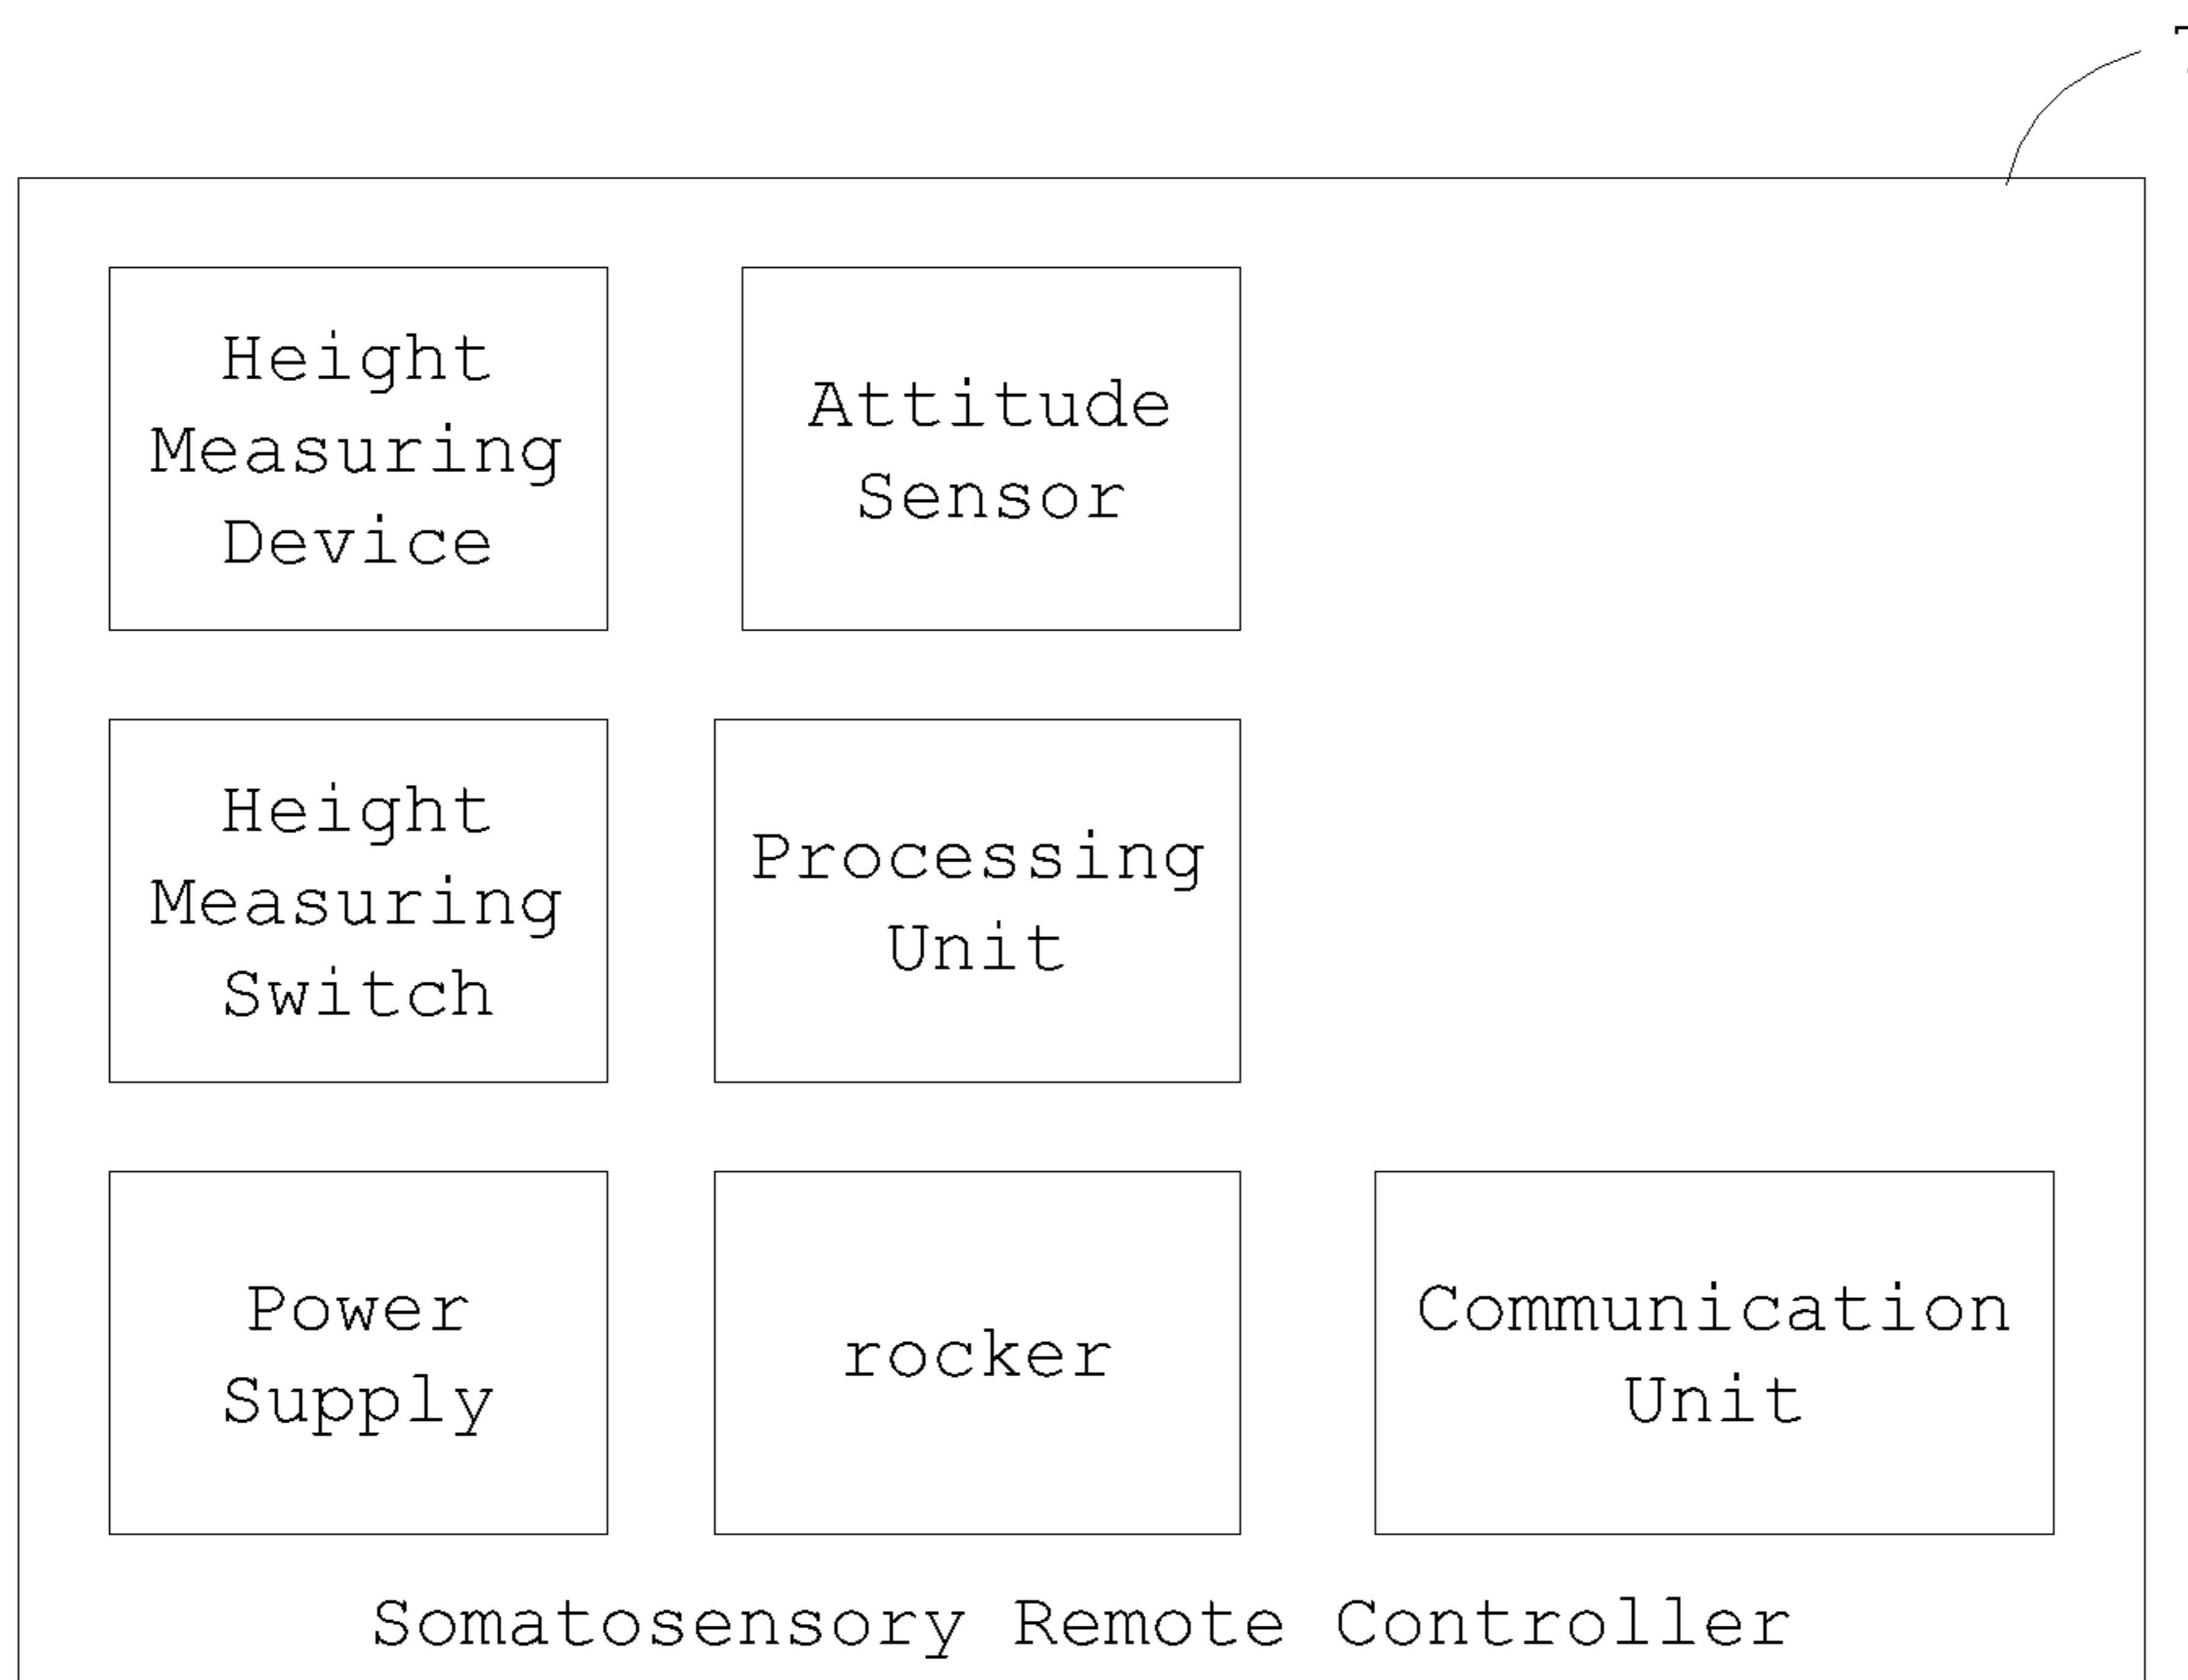 Height
Measuring
Device
Attitude
Sensor
Height
Measuring
Switch
Processing
Unit
Power
Supply
rocker
Communication
Unit
Somatosensory Remote Controller